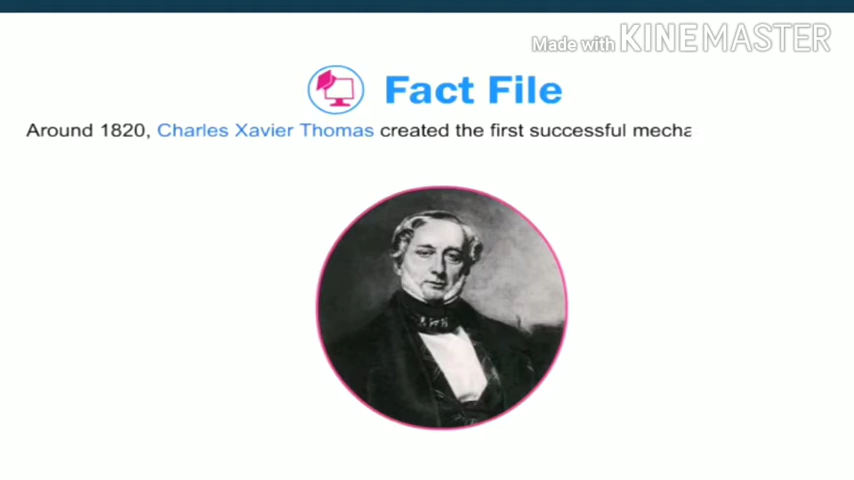 Made with KINEMASTER
Fact File
Around 1820, Charles Xavier Thomas created the first successful mecha